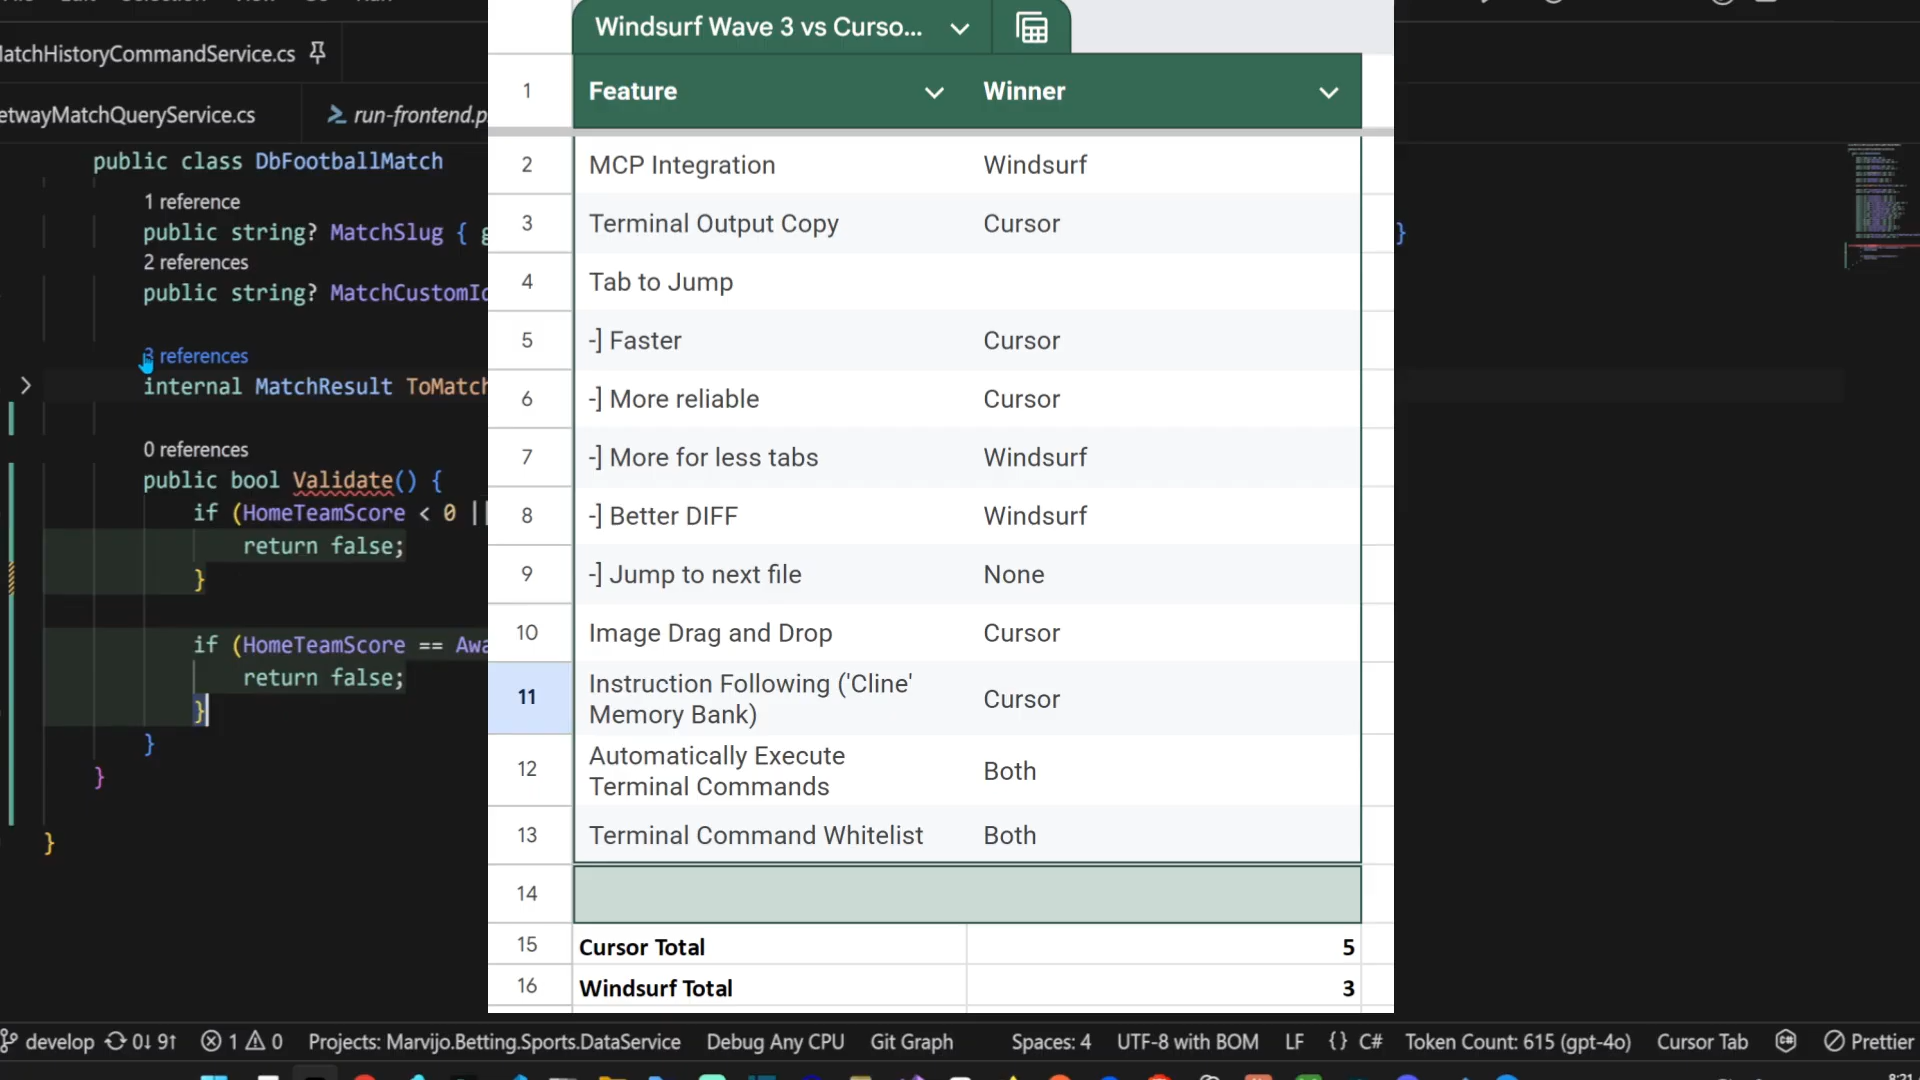 MatchHistoryCommandService.cs
etwayMatchQueryService.cs
run-frontend.p
public class DbFootballMatch
1 reference
public string? MatchSlug { g
}
2 references
public string? MatchCustomId
3 references
internal MatchResult ToMatch
0 references
public bool Validate() {
if (HomeTeamScore < 0 ||
return false;
}
if (HomeTeamScore == Awa
return false;
}
}
}
}
Windsurf Wave 3 vs Curso...
1 Feature Winner
2 MCP Integration Windsurf
3 Terminal Output Copy Cursor
4 Tab to Jump
5 -] Faster Cursor
6 -] More reliable Cursor
7 -] More for less tabs Windsurf
8 -] Better DIFF Windsurf
9 -] Jump to next file None
10 Image Drag and Drop Cursor
11 Instruction Following ('Cline' Cursor
Memory Bank)
12 Automatically Execute Both
Terminal Commands
13 Terminal Command Whitelist Both
14
15 Cursor Total 5
16 Windsurf Total 3
develop 0↓ 9↑ 1 0 Projects: Marvijo.Betting.Sports.DataService Debug Any CPU Git Graph Spaces: 4 UTF-8 with BOM LF {} C# Token Count: 615 (gpt-4o) Cursor Tab Prettier